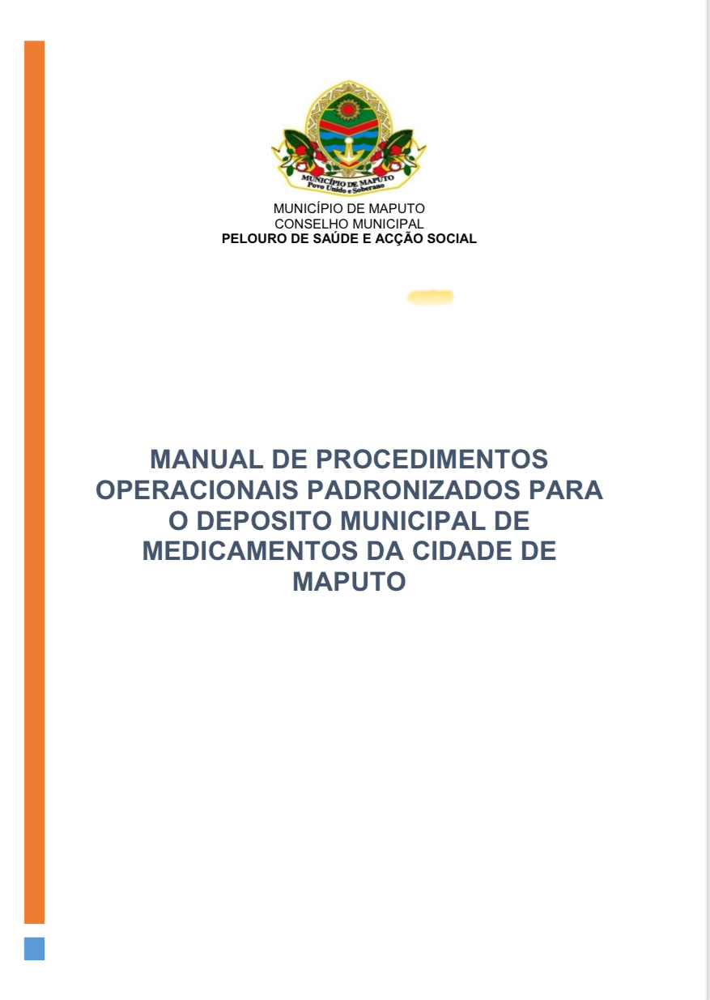 MUNICÍPIO DE MAPUTO
Povo Unido e Soberano
MUNICÍPIO DE MAPUTO
CONSELHO MUNICIPAL
PELOURO DE SAÚDE E ACÇÃO SOCIAL
MANUAL DE PROCEDIMENTOS
OPERACIONAIS PADRONIZADOS PARA
O DEPOSITO MUNICIPAL DE
MEDICAMENTOS DA CIDADE DE
MAPUTO